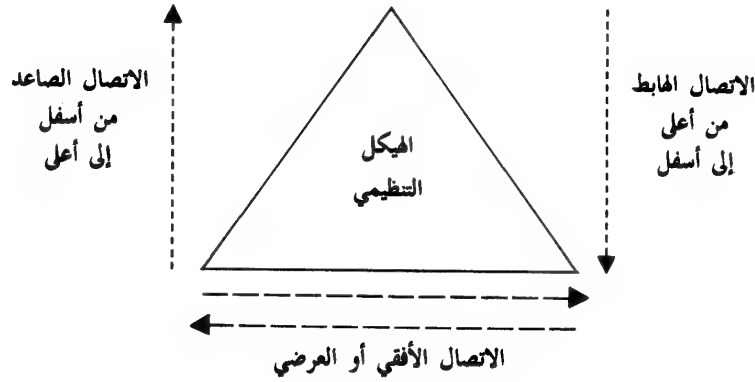 الاتصال الهابط
من أعلى
إلى أسفل
الهيكل
التنظيمي
الاتصال الصاعد
من أسفل
إلى أعلى
الاتصال الأفقي أو العرضي